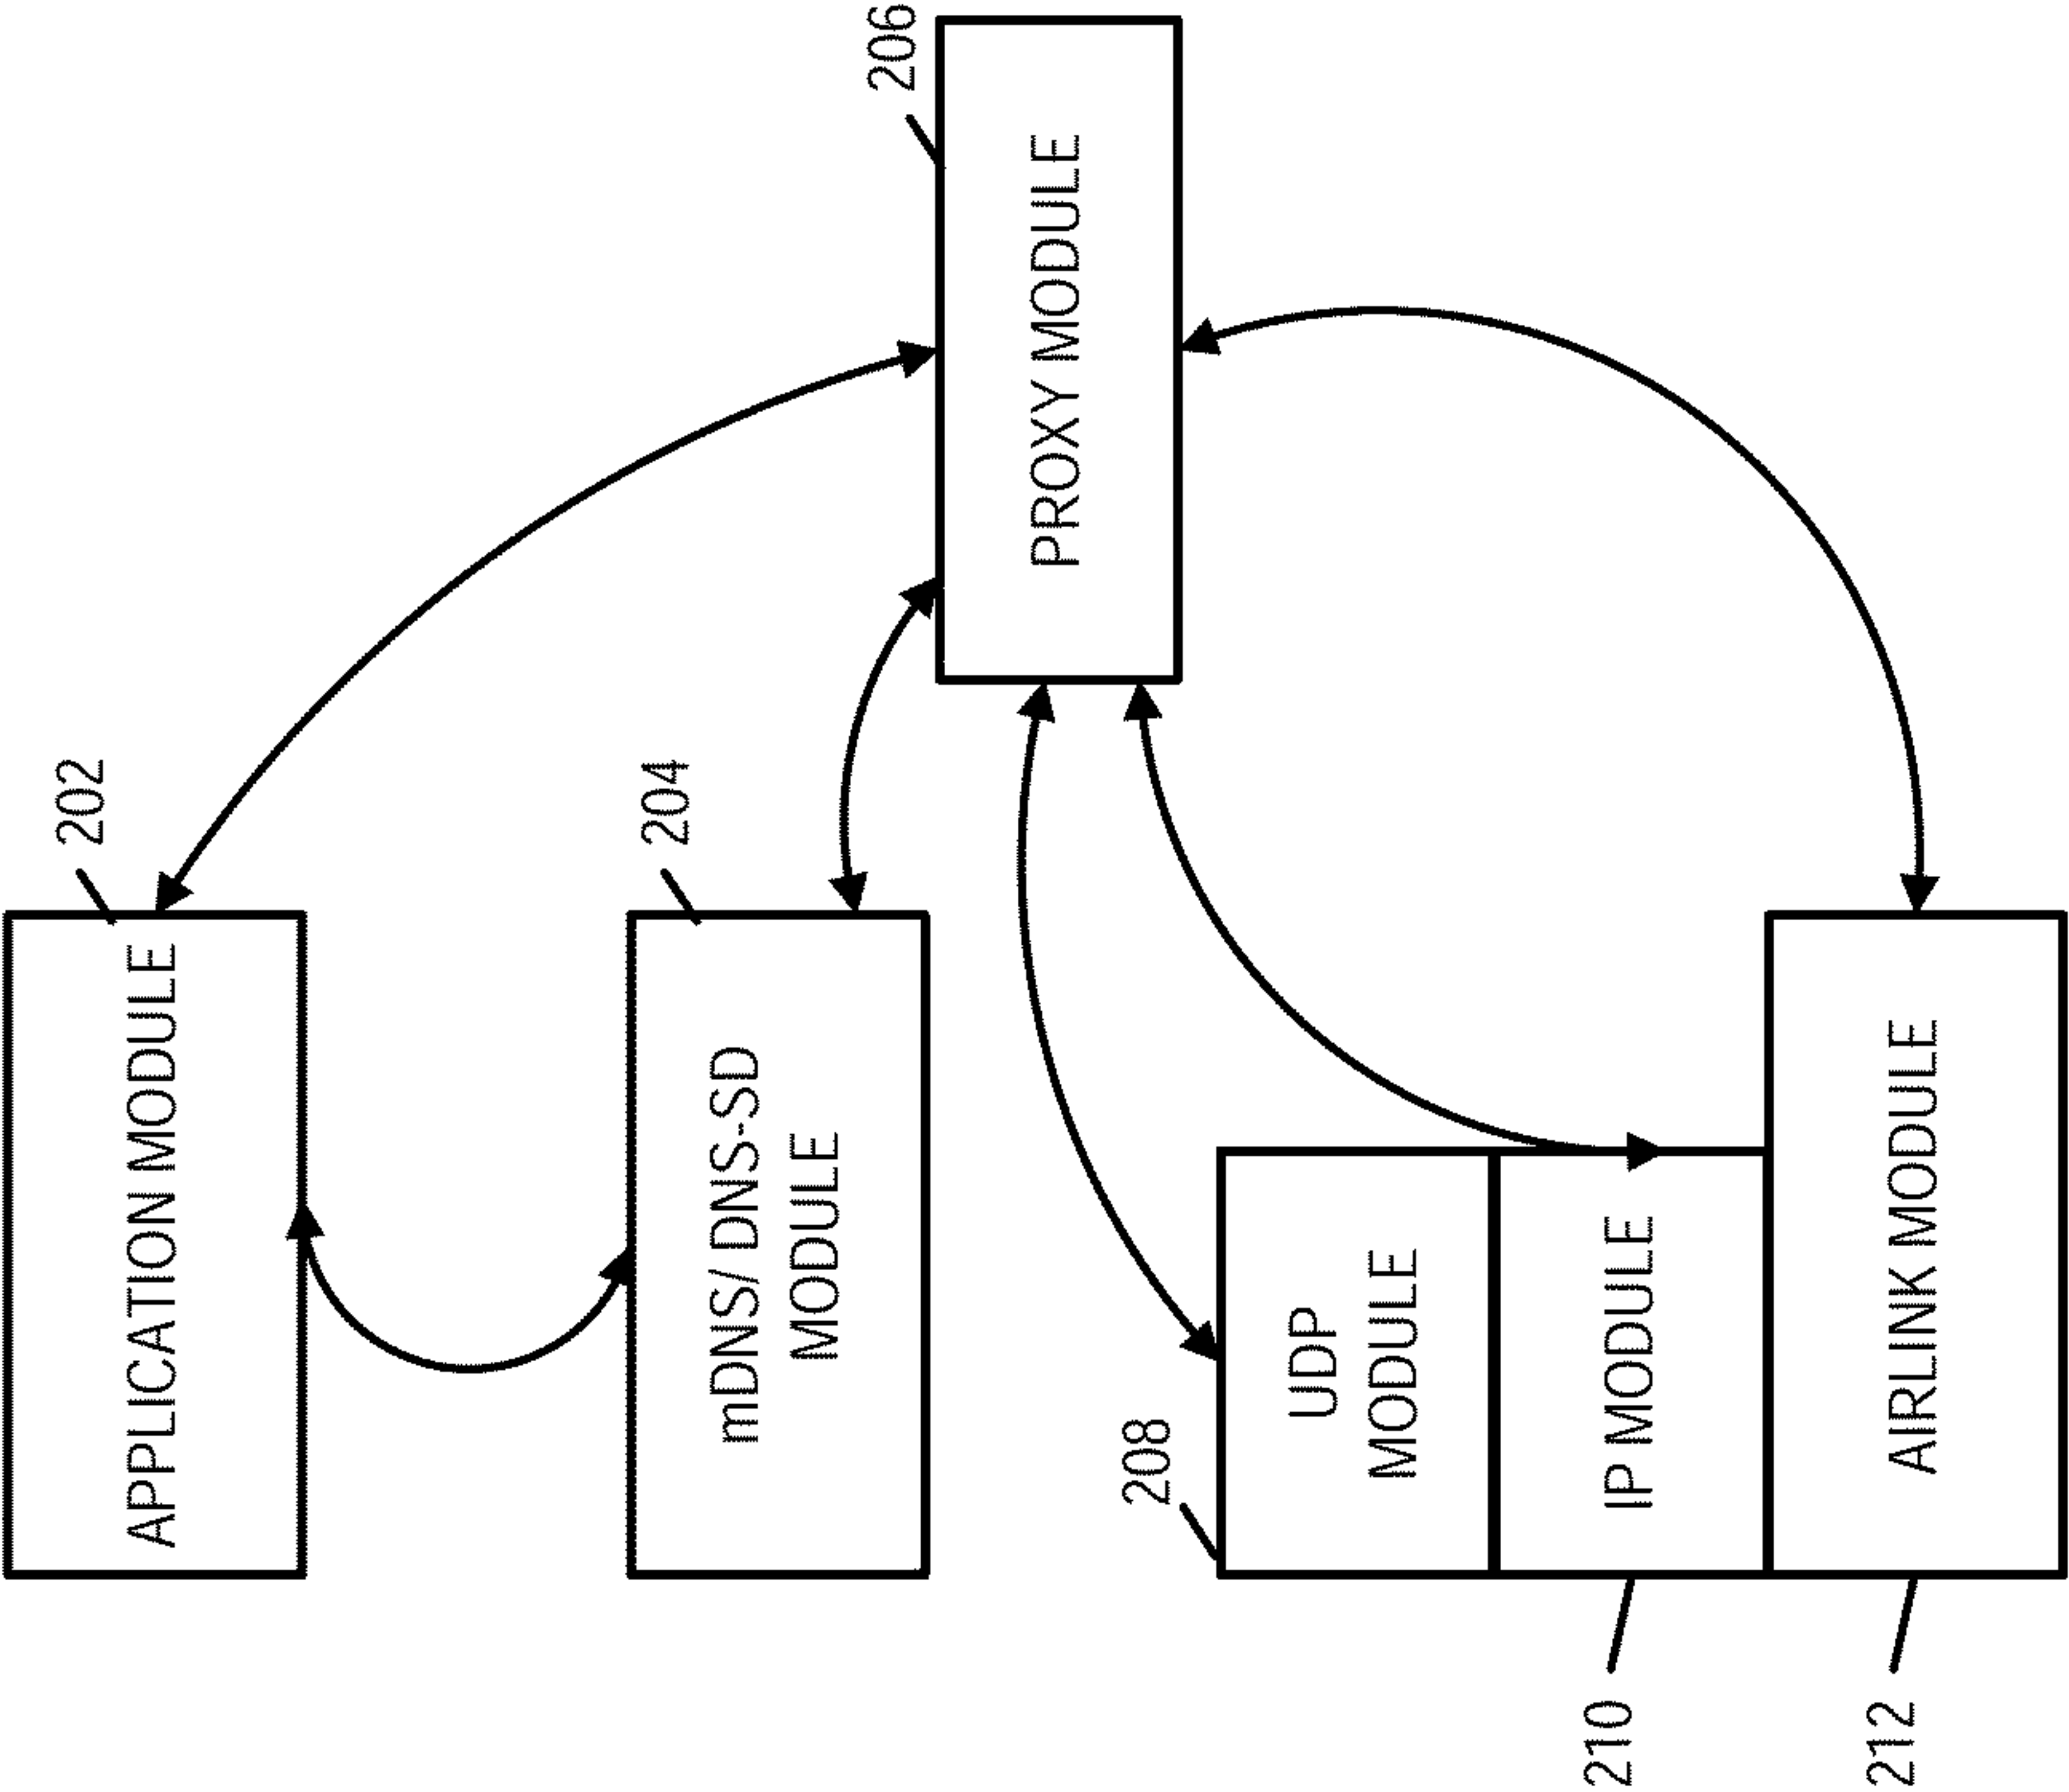 202
APPLICATION MODULE
204
mDNS/ DNS-SD
MODULE
206
PROXY MODULE
208
UDP
MODULE
210
IP MODULE
212
AIRLINK MODULE